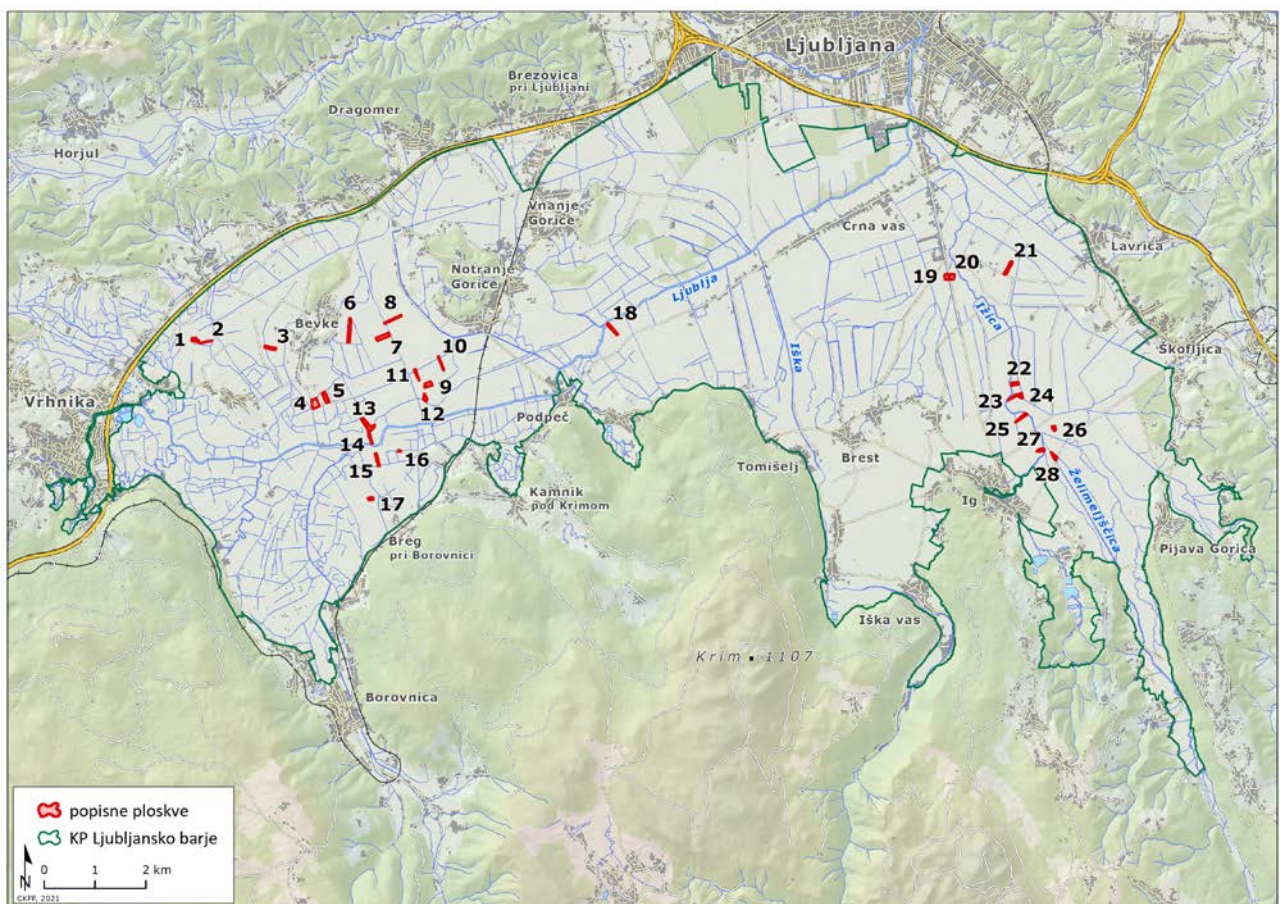 Ljubljana
Brezovica
pri Ljubljani
Dragomer
Horjul
Vnanje
Gorice
Crna vas
Lavrica
Notranje
Gorice
Ljublja
Ižica
Iška
Bevke
Škofljica
Vrhnika
Podpeč
Tomišelj
Brest
Ig
Želimeljščica
Kamnik
pod Krimom
Breg
pri Borovnici
Pijava Gorica
Iška vas
Krim 1107
Borovnica
1
2
3
4
5
6
7
8
9
10
11
12
13
14
15
16
17
18
19
20
21
22
23
24
25
26
27
28
popisne ploskve
KP Ljubljansko barje
N
0 1 2 km
CKFF, 2021